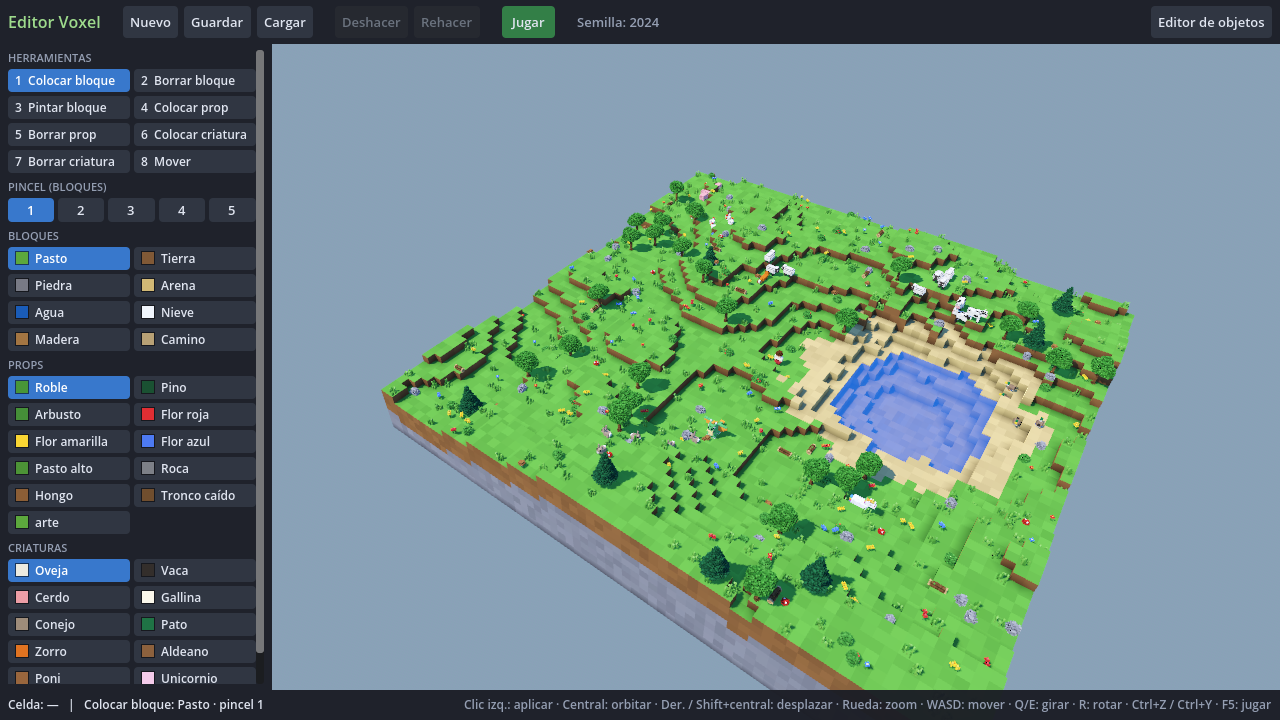 Editor Voxel Nuevo Guardar Cargar Deshacer Rehacer Jugar Semilla: 2024 Editor de objetos
HERRAMIENTAS
1 Colocar bloque 2 Borrar bloque
3 Pintar bloque 4 Colocar prop
5 Borrar prop 6 Colocar criatura
7 Borrar criatura 8 Mover
PINCEL (BLOQUES)
1 2 3 4 5
BLOQUES
Pasto Tierra
Piedra Arena
Agua Nieve
Madera Camino
PROPS
Roble Pino
Arbusto Flor roja
Flor amarilla Flor azul
Pasto alto Roca
Hongo Tronco caído
arte
CRIATURAS
Oveja Vaca
Cerdo Gallina
Conejo Pato
Zorro Aldeano
Poni Unicornio
Celda: — | Colocar bloque: Pasto · pincel 1 Clic izq.: aplicar · Central: orbitar · Der. / Shift+central: desplazar · Rueda: zoom · WASD: mover · Q/E: girar · R: rotar · Ctrl+Z / Ctrl+Y · F5: jugar